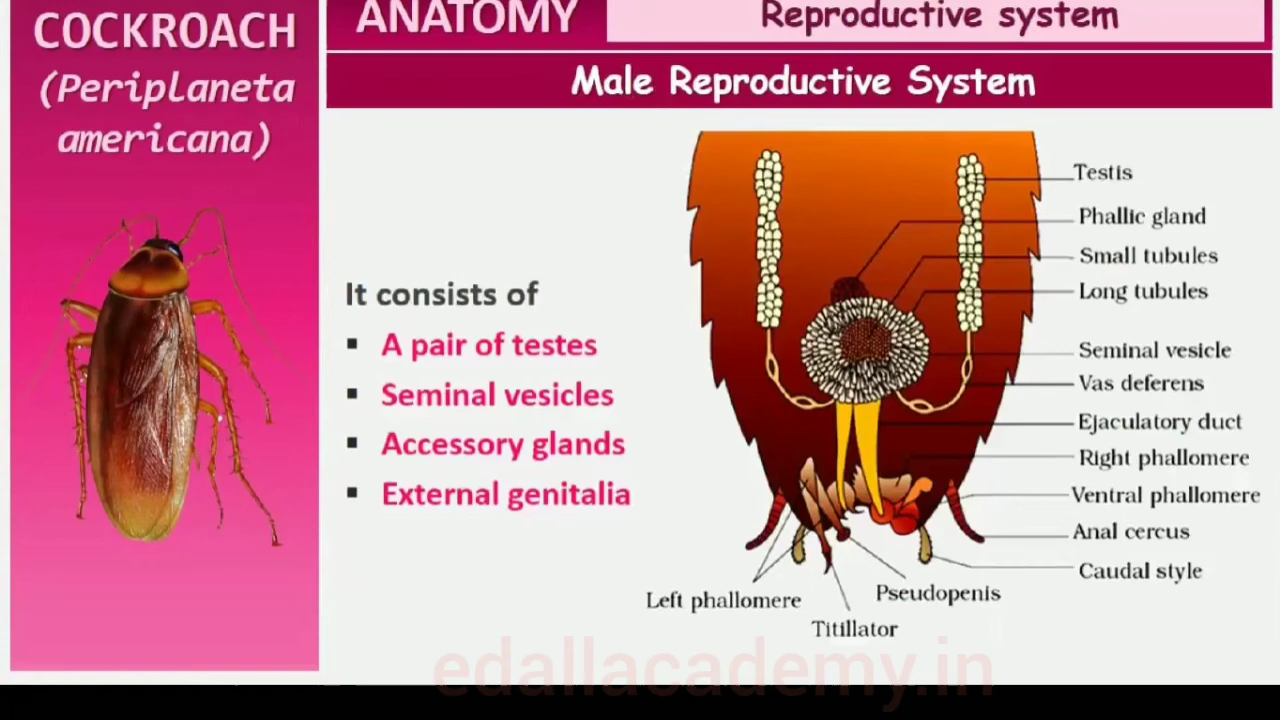 COCKROACH
(Periplaneta
americana)
ANATOMY
Reproductive system
Male Reproductive System
It consists of
▪ A pair of testes
▪ Seminal vesicles
▪ Accessory glands
▪ External genitalia
Testis
Phallic gland
Small tubules
Long tubules
Seminal vesicle
Vas deferens
Ejaculatory duct
Right phallomere
Ventral phallomere
Anal cercus
Caudal style
Pseudopenis
Left phallomere
Titillator
edallacademy.in